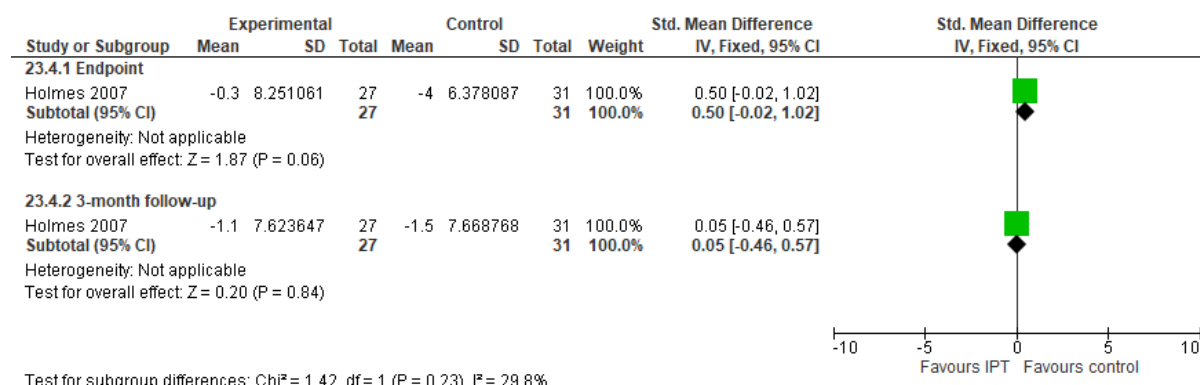 Experimental Control Std. Mean Difference Std. Mean Difference
Study or Subgroup Mean SD Total Mean SD Total Weight IV, Fixed, 95% CI IV, Fixed, 95% CI
23.4.1 Endpoint
Holmes 2007 -0.3 8.251061 27 -4 6.378087 31 100.0% 0.50 [-0.02, 1.02]
Subtotal (95% CI) 27 31 100.0% 0.50 [-0.02, 1.02]
Heterogeneity: Not applicable
Test for overall effect: Z = 1.87 (P = 0.06)
23.4.2 3-month follow-up
Holmes 2007 -1.1 7.623647 27 -1.5 7.668768 31 100.0% 0.05 [-0.46, 0.57]
Subtotal (95% CI) 27 31 100.0% 0.05 [-0.46, 0.57]
Heterogeneity: Not applicable
Test for overall effect: Z = 0.20 (P = 0.84)
-10 -5 0 5 10
Favours IPT Favours control
Test for subgroup differences: Chi² = 1.42, df = 1 (P = 0.23), I² = 29.8%